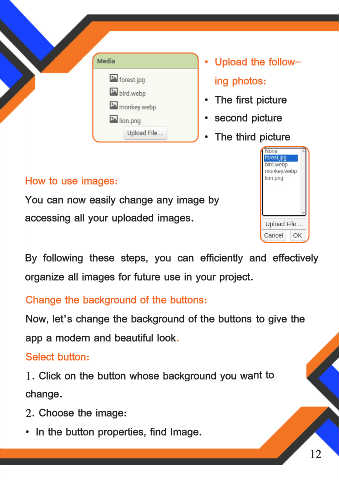 Media
forest.jpg
bird.webp
monkey.webp
lion.png
Upload File ...
• Upload the follow-
ing photos:
• The first picture
• second picture
• The third picture
None
forest.jpg
bird.webp
monkey.webp
lion.png
Upload File ...
Cancel OK
How to use images:
You can now easily change any image by
accessing all your uploaded images.
By following these steps, you can efficiently and effectively
organize all images for future use in your project.
Change the background of the buttons:
Now, let's change the background of the buttons to give the
app a modern and beautiful look.
Select button:
1. Click on the button whose background you want to
change.
2. Choose the image:
• In the button properties, find Image.
12